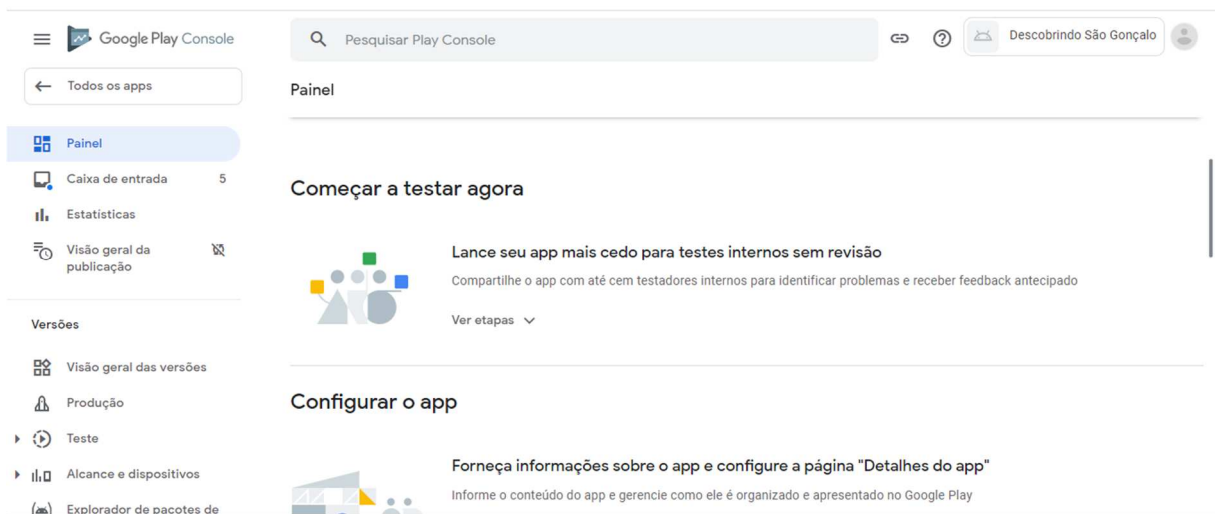 Google Play Console
Pesquisar Play Console
Descobrindo São Gonçalo
Todos os apps
Painel
Painel
Caixa de entrada 5
Estatísticas
Visão geral da
publicação
Versões
Visão geral das versões
Produção
Teste
Alcance e dispositivos
Explorador de pacotes de
Começar a testar agora
Lance seu app mais cedo para testes internos sem revisão
Compartilhe o app com até cem testadores internos para identificar problemas e receber feedback antecipado
Ver etapas
Configurar o app
Forneça informações sobre o app e configure a página "Detalhes do app"
Informe o conteúdo do app e gerencie como ele é organizado e apresentado no Google Play